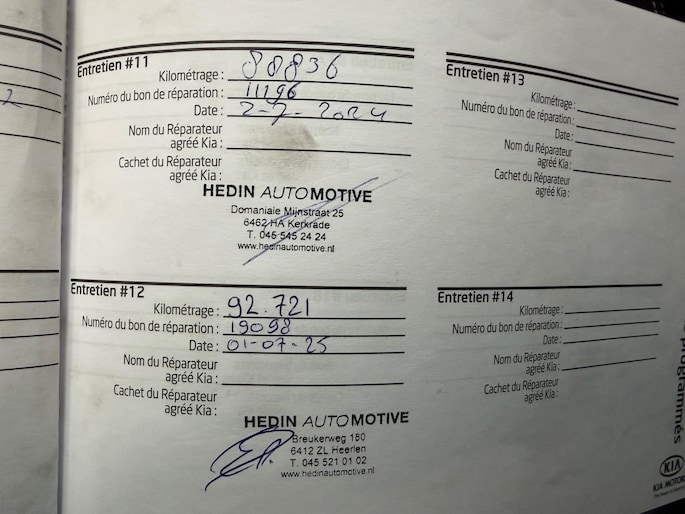 2
Entretien #11
Kilométrage : 88836
Numéro du bon de réparation : 11196
Date : 2-7-2024
Nom du Réparateur
agréé Kia :
Cachet du Réparateur
agréé Kia :
HEDIN AUTOMOTIVE
Domaniale Mijnstraat 25
6462 HA Kerkrade
T. 045 545 24 24
www.hedinautomotive.nl
Entretien #12
Kilométrage : 92.721
Numéro du bon de réparation : 19098
Date : 01-07-25
Nom du Réparateur
agréé Kia :
Cachet du Réparateur
agréé Kia :
HEDIN AUTOMOTIVE
Breukerweg 180
6412 ZL Heerlen
T. 045 521 01 02
www.hedinautomotive.nl
Entretien #13
Kilométrage :
Numéro du bon de réparation :
Date :
Nom du Réparateur
agréé Kia :
Cachet du Réparateur
agréé Kia :
Entretien #14
Kilométrage :
Numéro du bon de réparation :
Date :
Nom du Réparateur
agréé Kia :
Cachet du Réparateur
agréé Kia :
programmés
KIA
KIA MOTORS